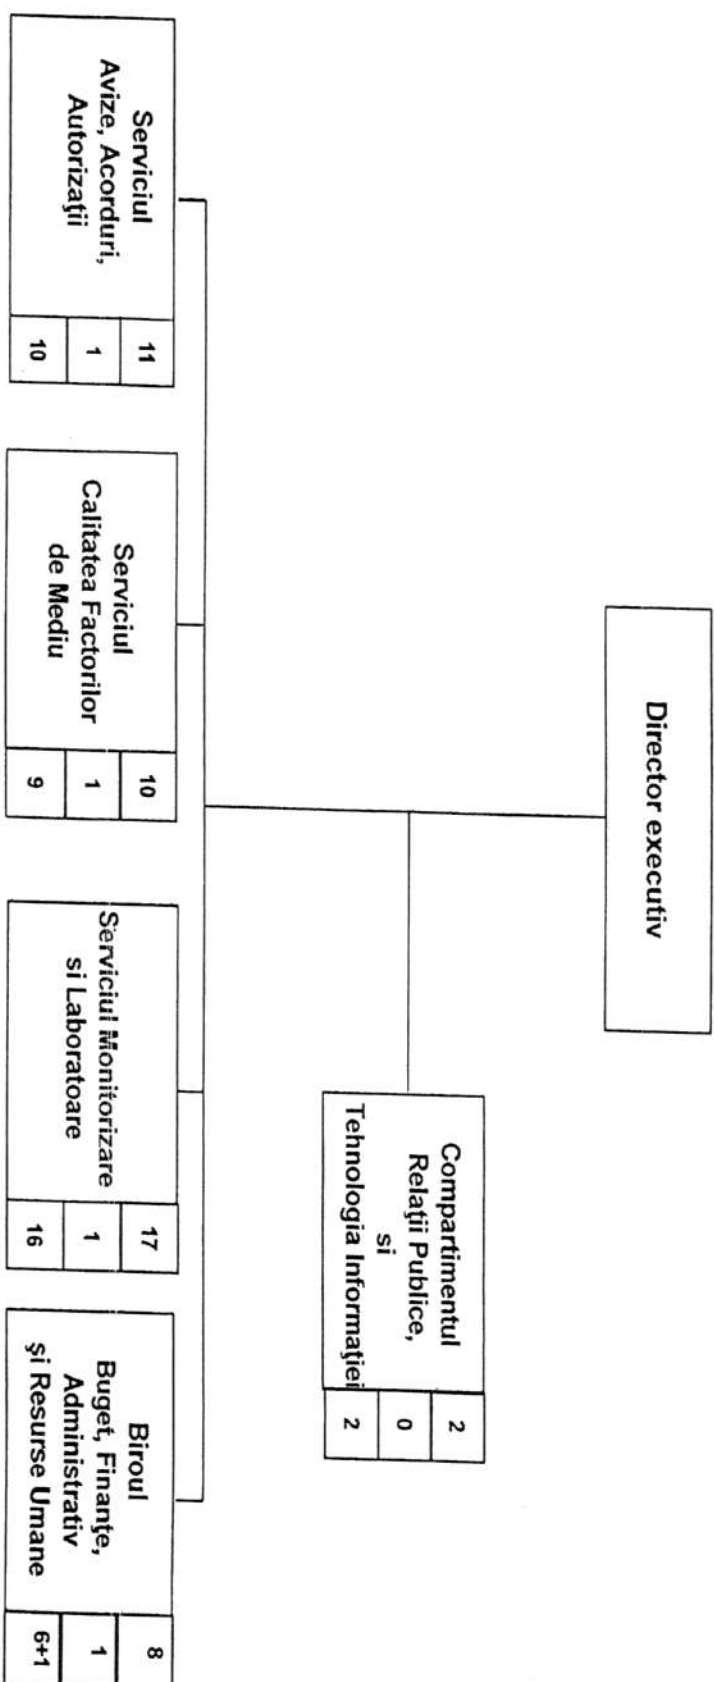 Director executiv
Compartimentul
Relaţii Publice,
si
Tehnologia Informaţiei
2
0
2
Serviciul
Avize, Acorduri,
Autorizaţii
11
1
10
Serviciul
Calitatea Factorilor
de Mediu
10
1
9
Serviciul Monitorizare
si Laboratoare
17
1
16
Biroul
Buget, Finanţe,
Administrativ
şi Resurse Umane
8
1
6+1